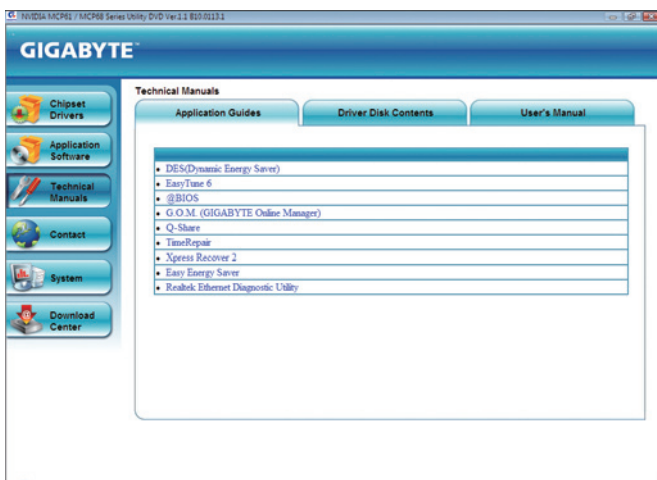 NVIDIA MCP61 / MCP68 Series Utility DVD Ver.1.1 B10.0113.1
GIGABYTE™
Chipset
Drivers
Application
Software
Technical
Manuals
Contact
System
Download
Center
Technical Manuals
Application Guides
Driver Disk Contents
User's Manual
• DES(Dynamic Energy Saver)
• EasyTune 6
• @BIOS
• G.O.M. (GIGABYTE Online Manager)
• Q-Share
• TimeRepair
• Xpress Recover 2
• Easy Energy Saver
• Realtek Ethernet Diagnostic Utility